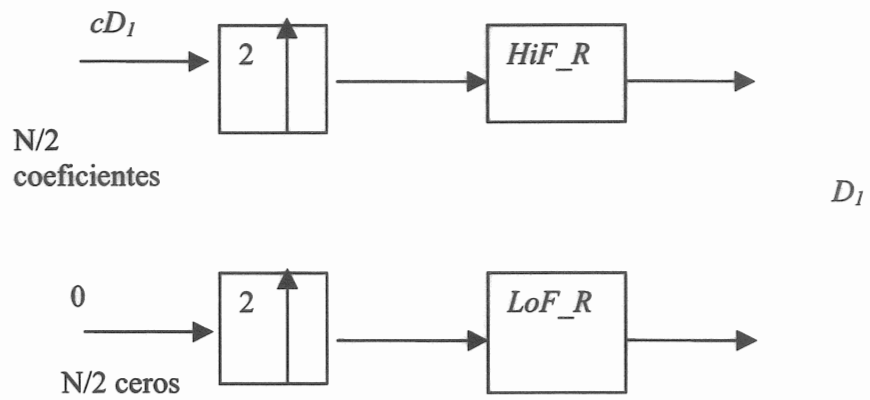 cD1
2
HiF_R
N/2
coeficientes
D1
0
2
LoF_R
N/2 ceros